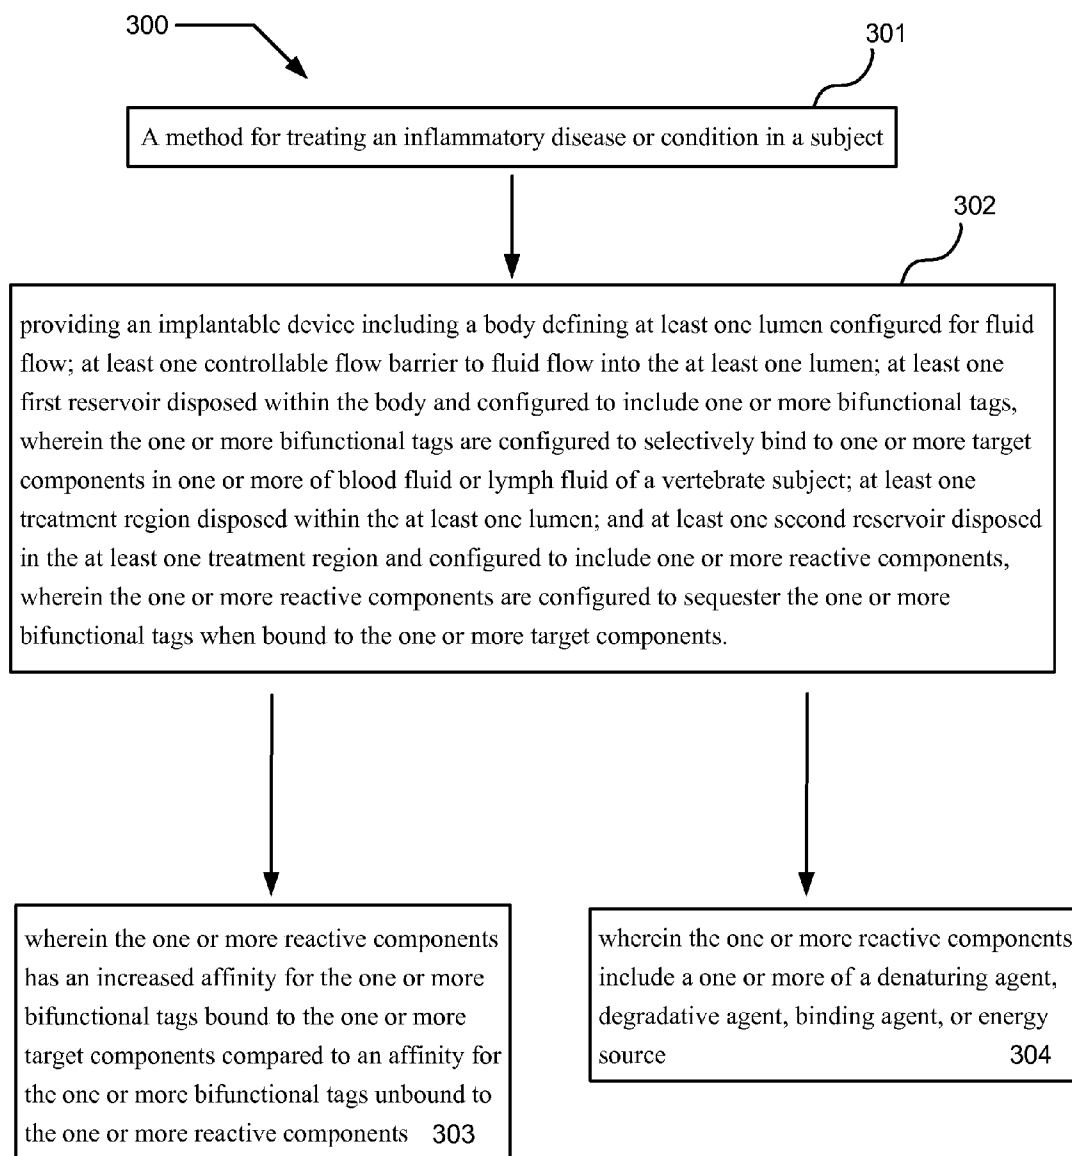 300
301
A method for treating an inflammatory disease or condition in a subject
302
providing an implantable device including a body defining at least one lumen configured for fluid
flow; at least one controllable flow barrier to fluid flow into the at least one lumen; at least one
first reservoir disposed within the body and configured to include one or more bifunctional tags,
wherein the one or more bifunctional tags are configured to selectively bind to one or more target
components in one or more of blood fluid or lymph fluid of a vertebrate subject; at least one
treatment region disposed within the at least one lumen; and at least one second reservoir disposed
in the at least one treatment region and configured to include one or more reactive components,
wherein the one or more reactive components are configured to sequester the one or more
bifunctional tags when bound to the one or more target components.
wherein the one or more reactive components
has an increased affinity for the one or more
bifunctional tags bound to the one or more
target components compared to an affinity for
the one or more bifunctional tags unbound to
the one or more reactive components 303
wherein the one or more reactive components
include a one or more of a denaturing agent,
degradative agent, binding agent, or energy
source 304